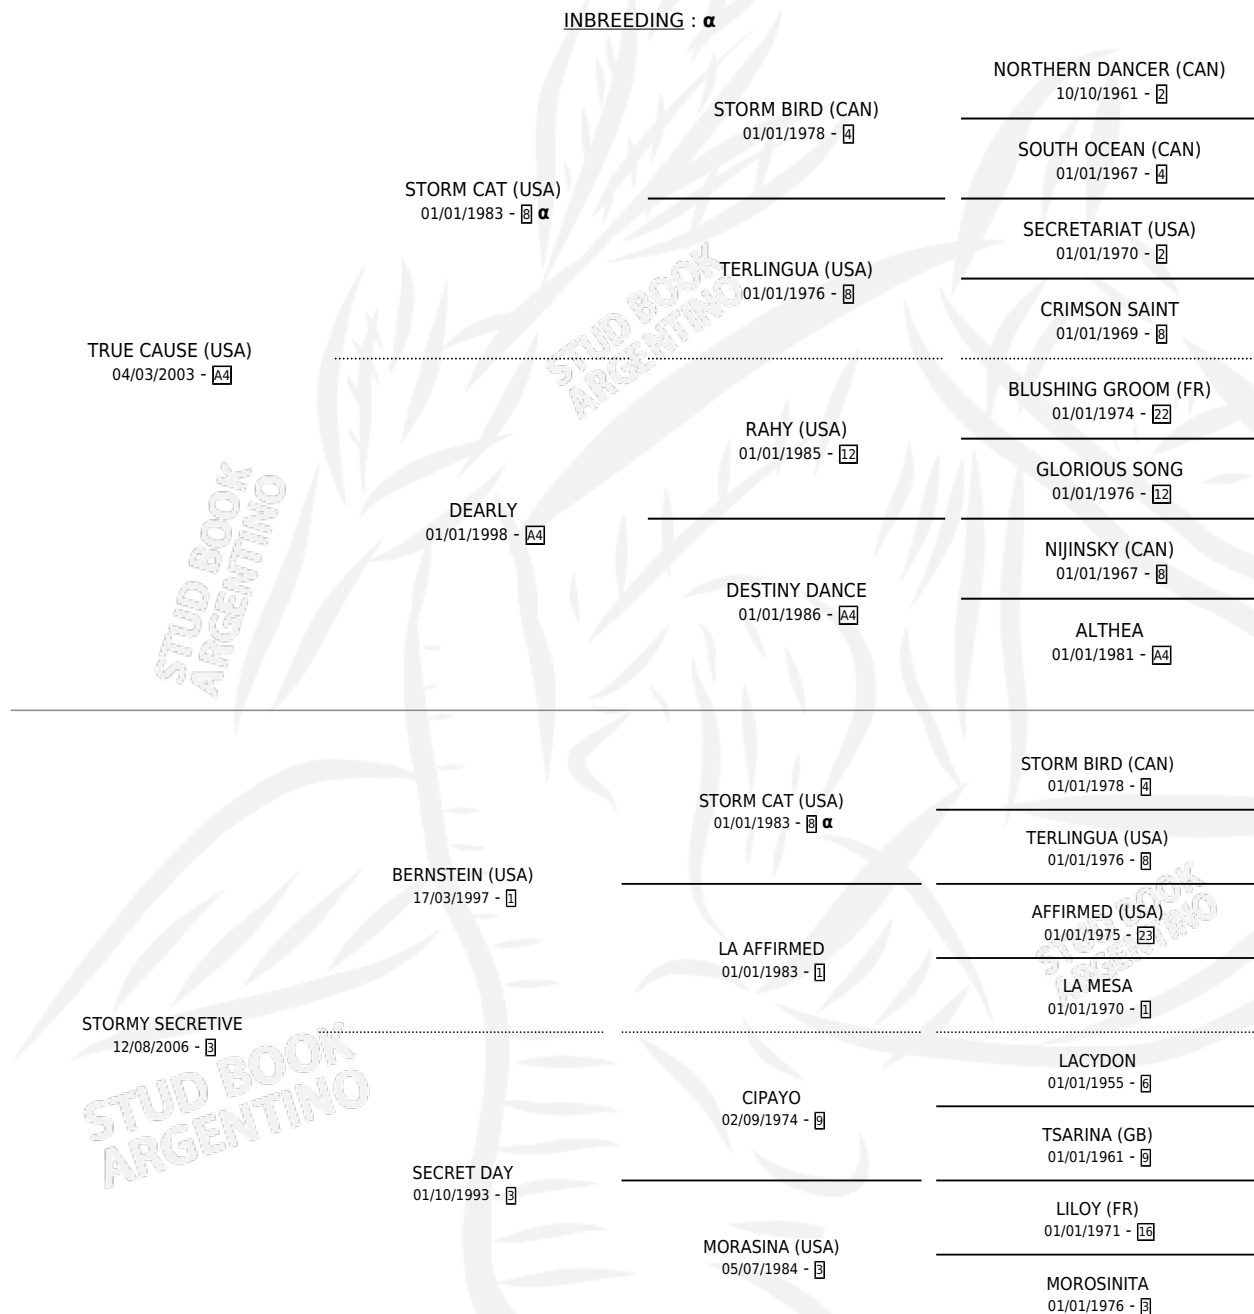 INBREEDING : α
NORTHERN DANCER (CAN)
10/10/1961 - 2
STORM BIRD (CAN)
01/01/1978 - 4
SOUTH OCEAN (CAN)
01/01/1967 - 4
STORM CAT (USA)
01/01/1983 - 8 α
SECRETARIAT (USA)
01/01/1970 - 2
TERLINGUA (USA)
01/01/1976 - 8
CRIMSON SAINT
01/01/1969 - 8
TRUE CAUSE (USA)
04/03/2003 - A4
BLUSHING GROOM (FR)
01/01/1974 - 22
RAHY (USA)
01/01/1985 - 12
GLORIOUS SONG
01/01/1976 - 12
DEARLY
01/01/1998 - A4
NIJINSKY (CAN)
01/01/1967 - 8
DESTINY DANCE
01/01/1986 - A4
ALTHEA
01/01/1981 - A4
STORM BIRD (CAN)
01/01/1978 - 4
STORM CAT (USA)
01/01/1983 - 8 α
TERLINGUA (USA)
01/01/1976 - 8
BERNSTEIN (USA)
17/03/1997 - 1
AFFIRMED (USA)
01/01/1975 - 23
LA AFFIRMED
01/01/1983 - 1
LA MESA
01/01/1970 - 1
STORMY SECRETIVE
12/08/2006 - 3
LACYDON
01/01/1955 - 6
CIPAYO
02/09/1974 - 9
TSARINA (GB)
01/01/1961 - 9
SECRET DAY
01/10/1993 - 3
LILOY (FR)
01/01/1971 - 16
MORASINA (USA)
05/07/1984 - 3
MOROSINITA
01/01/1976 - 3
STUD BOOK
ARGENTINO
STUD BOOK
ARGENTINO
STUD BOOK
ARGENTINO
STUD BOOK
ARGENTINO